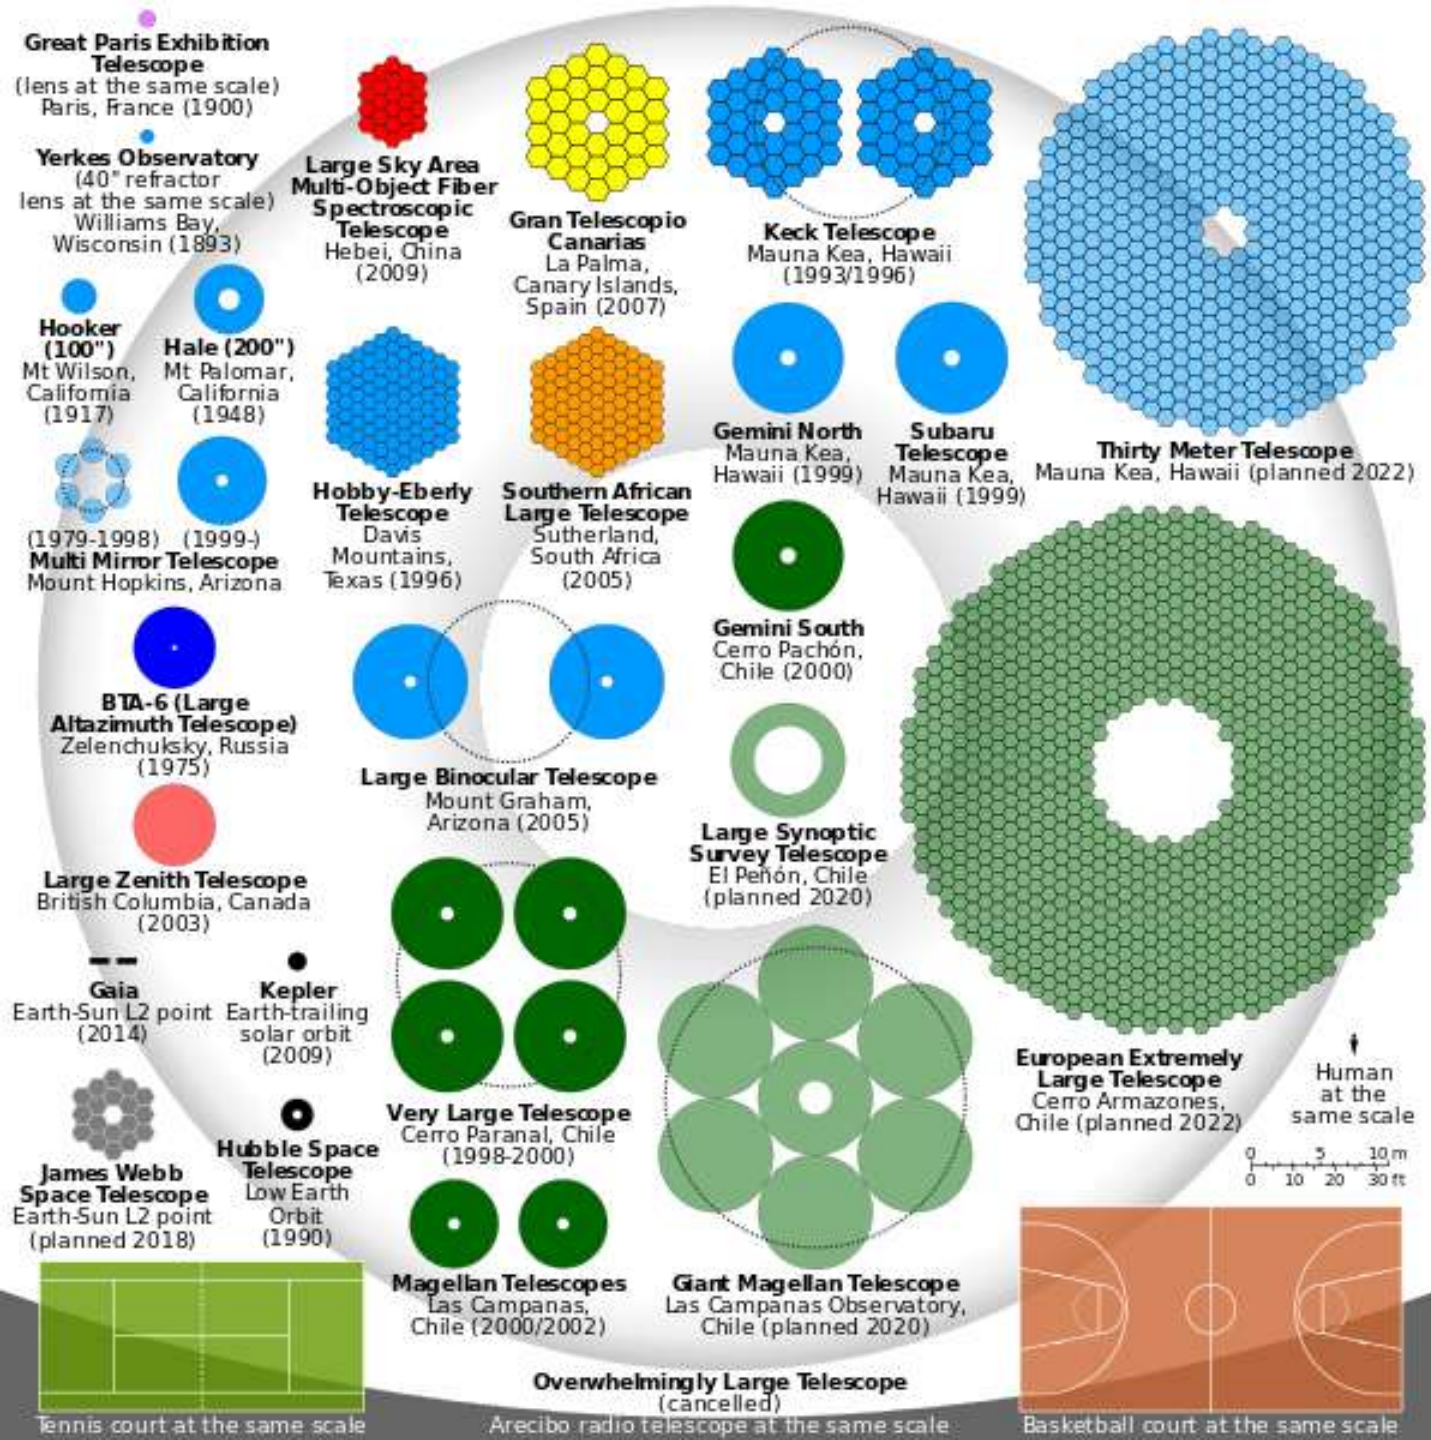 Great Paris Exhibition
Telescope
(lens at the same scale)
Paris, France (1900)
Yerkes Observatory
(40" refractor
lens at the same scale)
Williams Bay,
Wisconsin (1893)
Hooker
(100")
Mt Wilson,
California
(1917)
Hale (200")
Mt Palomar,
California
(1948)
(1979-1998)
(1999-)
Multi Mirror Telescope
Mount Hopkins, Arizona
BTA-6 (Large
Altazimuth Telescope)
Zelenchuksky, Russia
(1975)
Large Zenith Telescope
British Columbia, Canada
(2003)
Gaia
Earth-Sun L2 point
(2014)
Kepler
Earth-trailing
solar orbit
(2009)
James Webb
Space Telescope
Earth-Sun L2 point
(planned 2018)
Hubble Space
Telescope
Low Earth
Orbit
(1990)
Large Sky Area
Multi-Object Fiber
Spectroscopic
Telescope
Hebei, China
(2009)
Gran Telescopio
Canarias
La Palma,
Canary Islands,
Spain (2007)
Keck Telescope
Mauna Kea, Hawaii
(1993/1996)
Hobby-Eberly
Telescope
Davis
Mountains,
Texas (1996)
Southern African
Large Telescope
Sutherland,
South Africa
(2005)
Gemini North
Mauna Kea,
Hawaii (1999)
Subaru
Telescope
Mauna Kea,
Hawaii (1999)
Thirty Meter Telescope
Mauna Kea, Hawaii (planned 2022)
Gemini South
Cerro Pachón,
Chile (2000)
Large Binocular Telescope
Mount Graham,
Arizona (2005)
Large Synoptic
Survey Telescope
El Peñón, Chile
(planned 2020)
Very Large Telescope
Cerro Paranal, Chile
(1998-2000)
Magellan Telescopes
Las Campanas,
Chile (2000/2002)
Giant Magellan Telescope
Las Campanas Observatory,
Chile (planned 2020)
European Extremely
Large Telescope
Cerro Armazones,
Chile (planned 2022)
Human
at the
same scale
0 5 10 m
0 10 20 30 ft
Overwhelmingly Large Telescope
(cancelled)
Tennis court at the same scale
Arecibo radio telescope at the same scale
Basketball court at the same scale